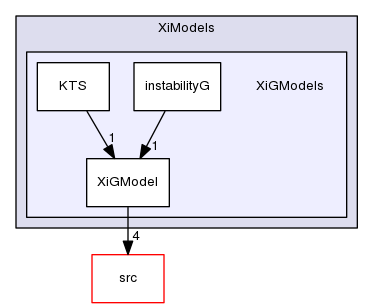 XiModels
KTS
instabilityG
XiGModels
1
1
XiGModel
4
src